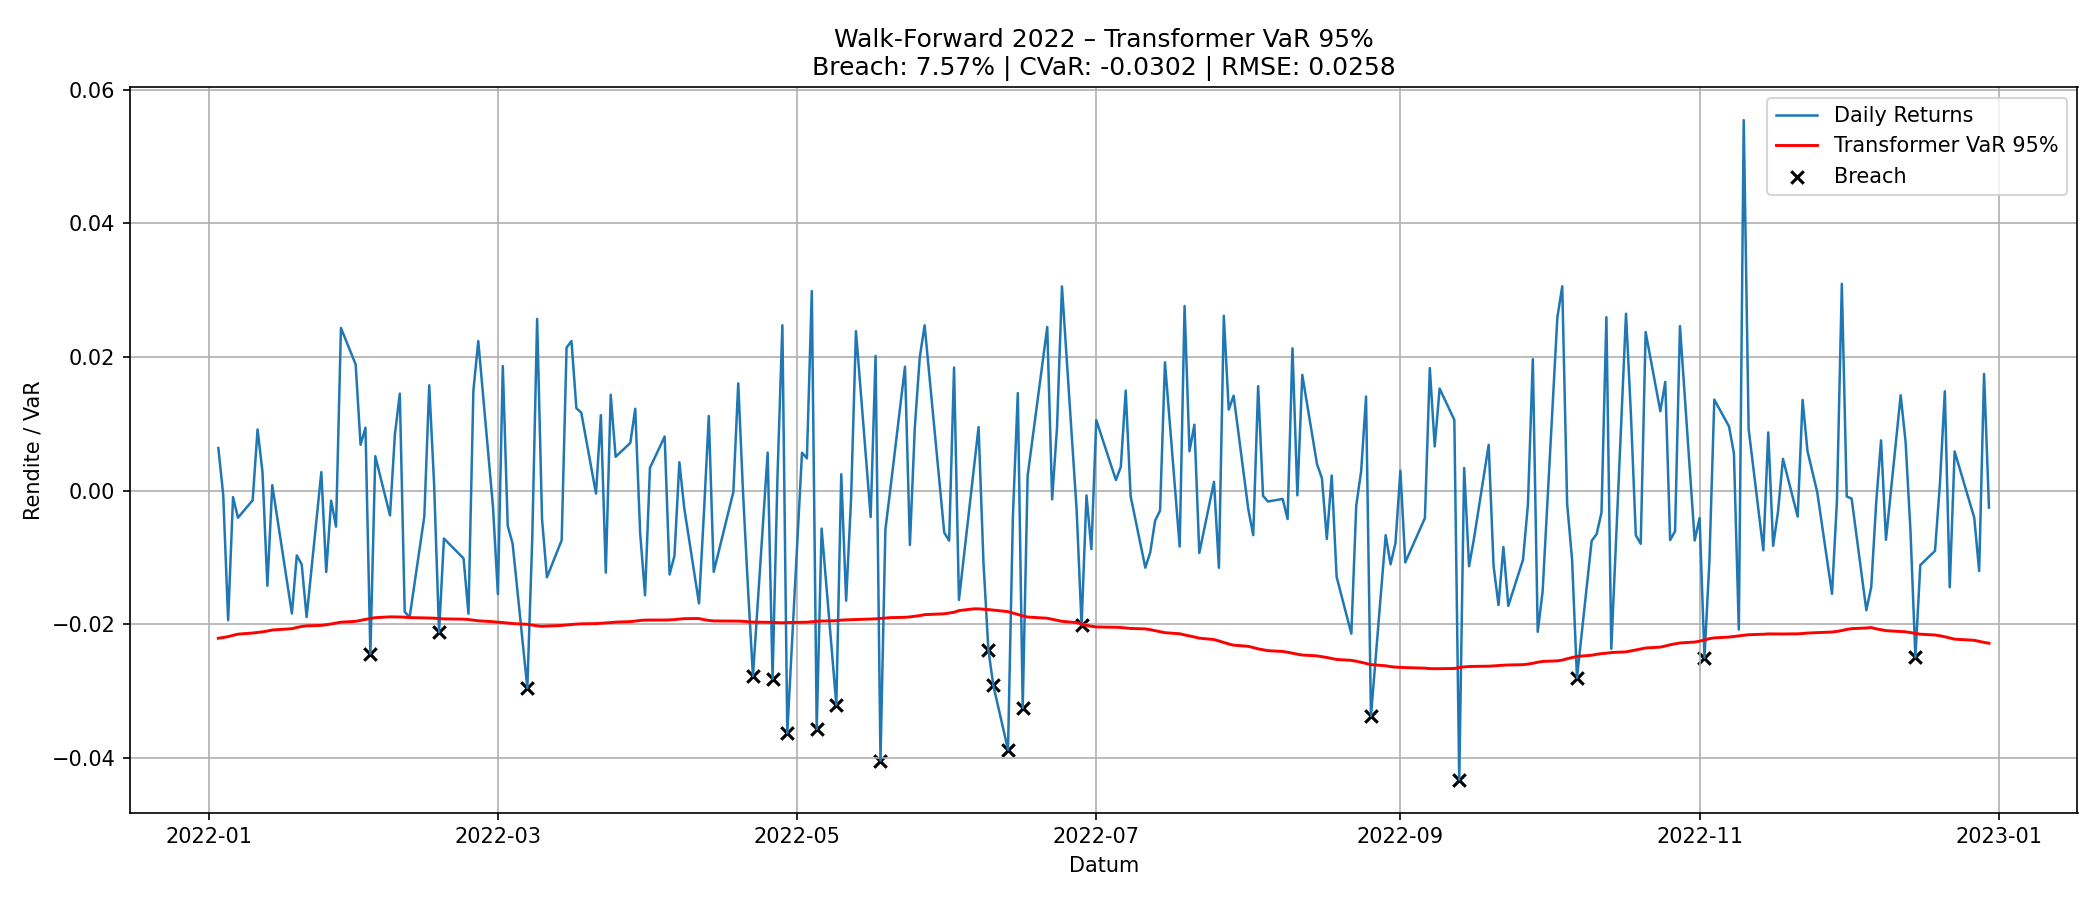 Walk-Forward 2022 – Transformer VaR 95%
Breach: 7.57% | CVaR: -0.0302 | RMSE: 0.0258
Daily Returns
Transformer VaR 95%
Breach
Rendite / VaR
0.06
0.04
0.02
0.00
−0.02
−0.04
2022-01
2022-03
2022-05
2022-07
2022-09
2022-11
2023-01
Datum